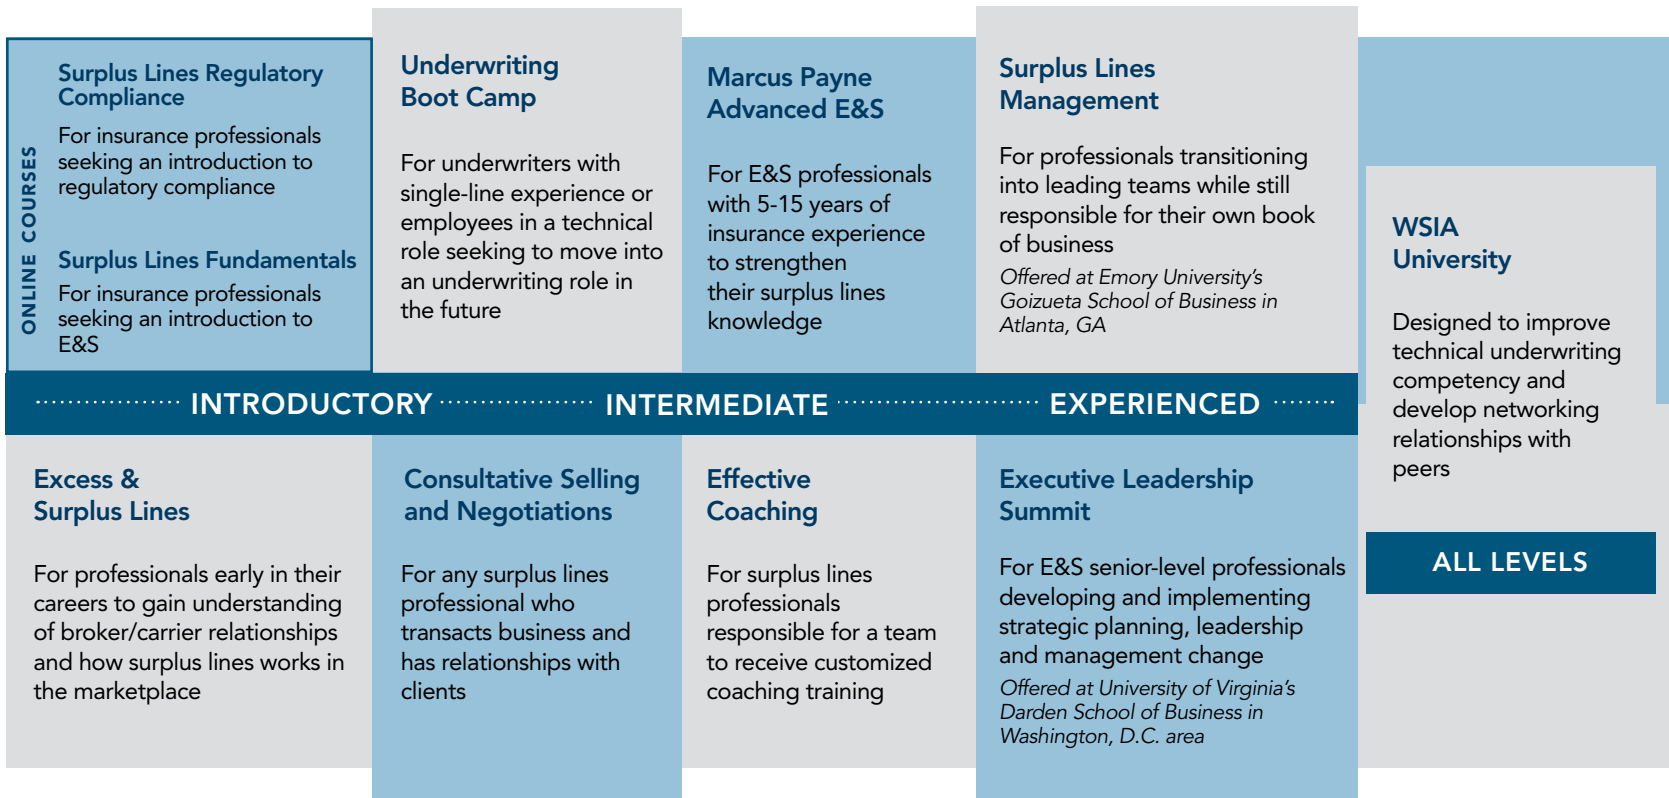 ONLINE COURSES
Surplus Lines Regulatory
Compliance
For insurance professionals
seeking an introduction to
regulatory compliance
Surplus Lines Fundamentals
For insurance professionals
seeking an introduction to
E&S
Underwriting
Boot Camp
For underwriters with
single-line experience or
employees in a technical
role seeking to move into
an underwriting role in
the future
Marcus Payne
Advanced E&S
For E&S professionals
with 5-15 years of
insurance experience
to strengthen
their surplus lines
knowledge
Surplus Lines
Management
For professionals transitioning
into leading teams while still
responsible for their own book
of business
Offered at Emory University's
Goizueta School of Business in
Atlanta, GA
INTRODUCTORY
INTERMEDIATE
EXPERIENCED
Excess &
Surplus Lines
For professionals early in their
careers to gain understanding
of broker/carrier relationships
and how surplus lines works in
the marketplace
Consultative Selling
and Negotiations
For any surplus lines
professional who
transacts business and
has relationships with
clients
Effective
Coaching
For surplus lines
professionals
responsible for a team
to receive customized
coaching training
Executive Leadership
Summit
For E&S senior-level professionals
developing and implementing
strategic planning, leadership
and management change
Offered at University of Virginia's
Darden School of Business in
Washington, D.C. area
WSIA
University
Designed to improve
technical underwriting
competency and
develop networking
relationships with
peers
ALL LEVELS